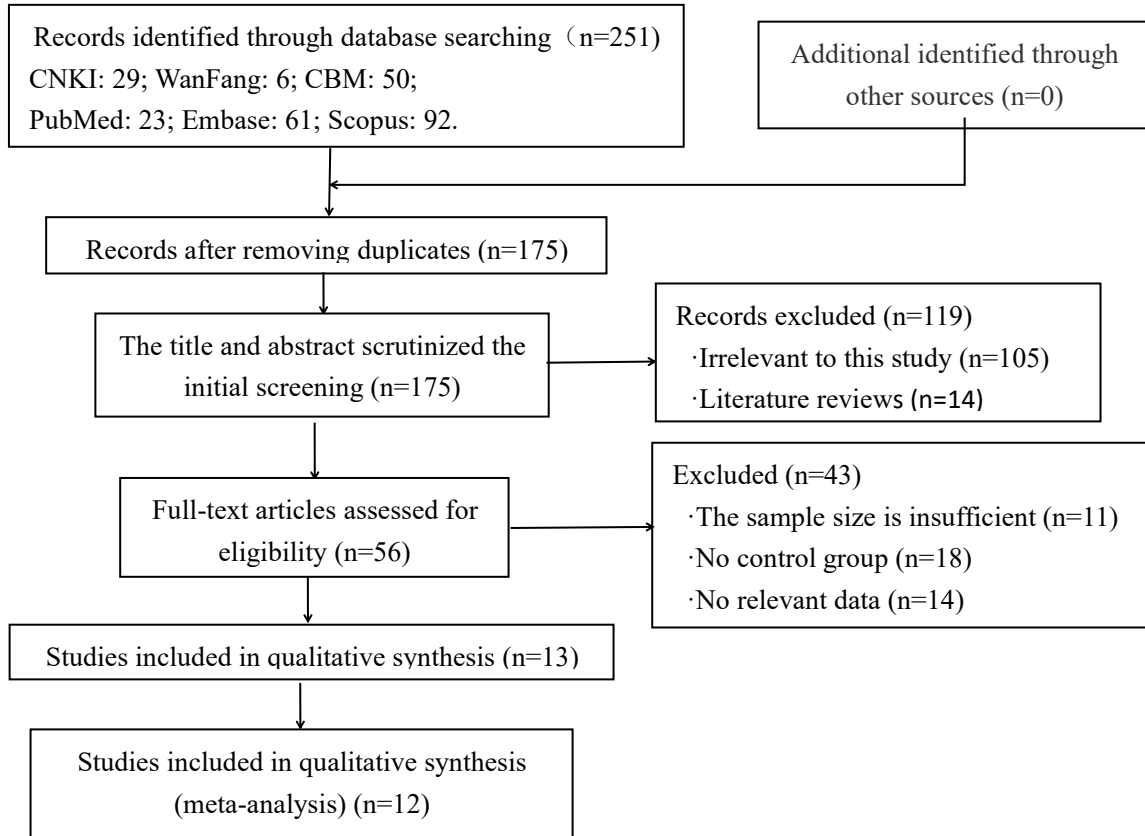 Records identified through database searching（n=251)
CNKI: 29; WanFang: 6; CBM: 50;
PubMed: 23; Embase: 61; Scopus: 92.
Additional identified through
other sources (n=0)
Records after removing duplicates (n=175)
The title and abstract scrutinized the
initial screening (n=175)
Records excluded (n=119)
·Irrelevant to this study (n=105)
·Literature reviews (n=14)
Full-text articles assessed for
eligibility (n=56)
Excluded (n=43)
·The sample size is insufficient (n=11)
·No control group (n=18)
·No relevant data (n=14)
Studies included in qualitative synthesis (n=13)
Studies included in qualitative synthesis
(meta-analysis) (n=12)